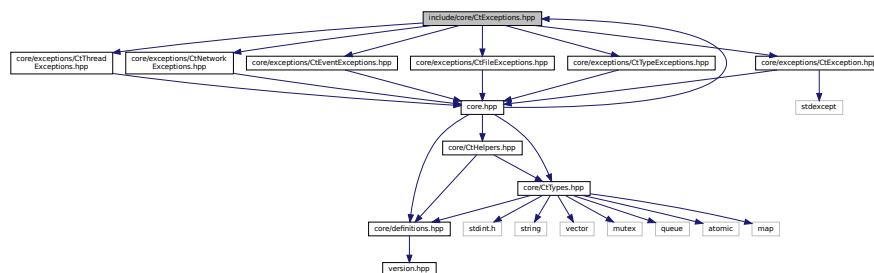 include/core/CtExceptions.hpp
core/exceptions/CtThread
Exceptions.hpp
core/exceptions/CtNetwork
Exceptions.hpp
core/exceptions/CtEventExceptions.hpp
core/exceptions/CtFileExceptions.hpp
core/exceptions/CtTypeExceptions.hpp
core/exceptions/CtException.hpp
core.hpp
stdexcept
core/CtHelpers.hpp
core/CtTypes.hpp
core/definitions.hpp
stdint.h
string
vector
mutex
queue
atomic
map
version.hpp